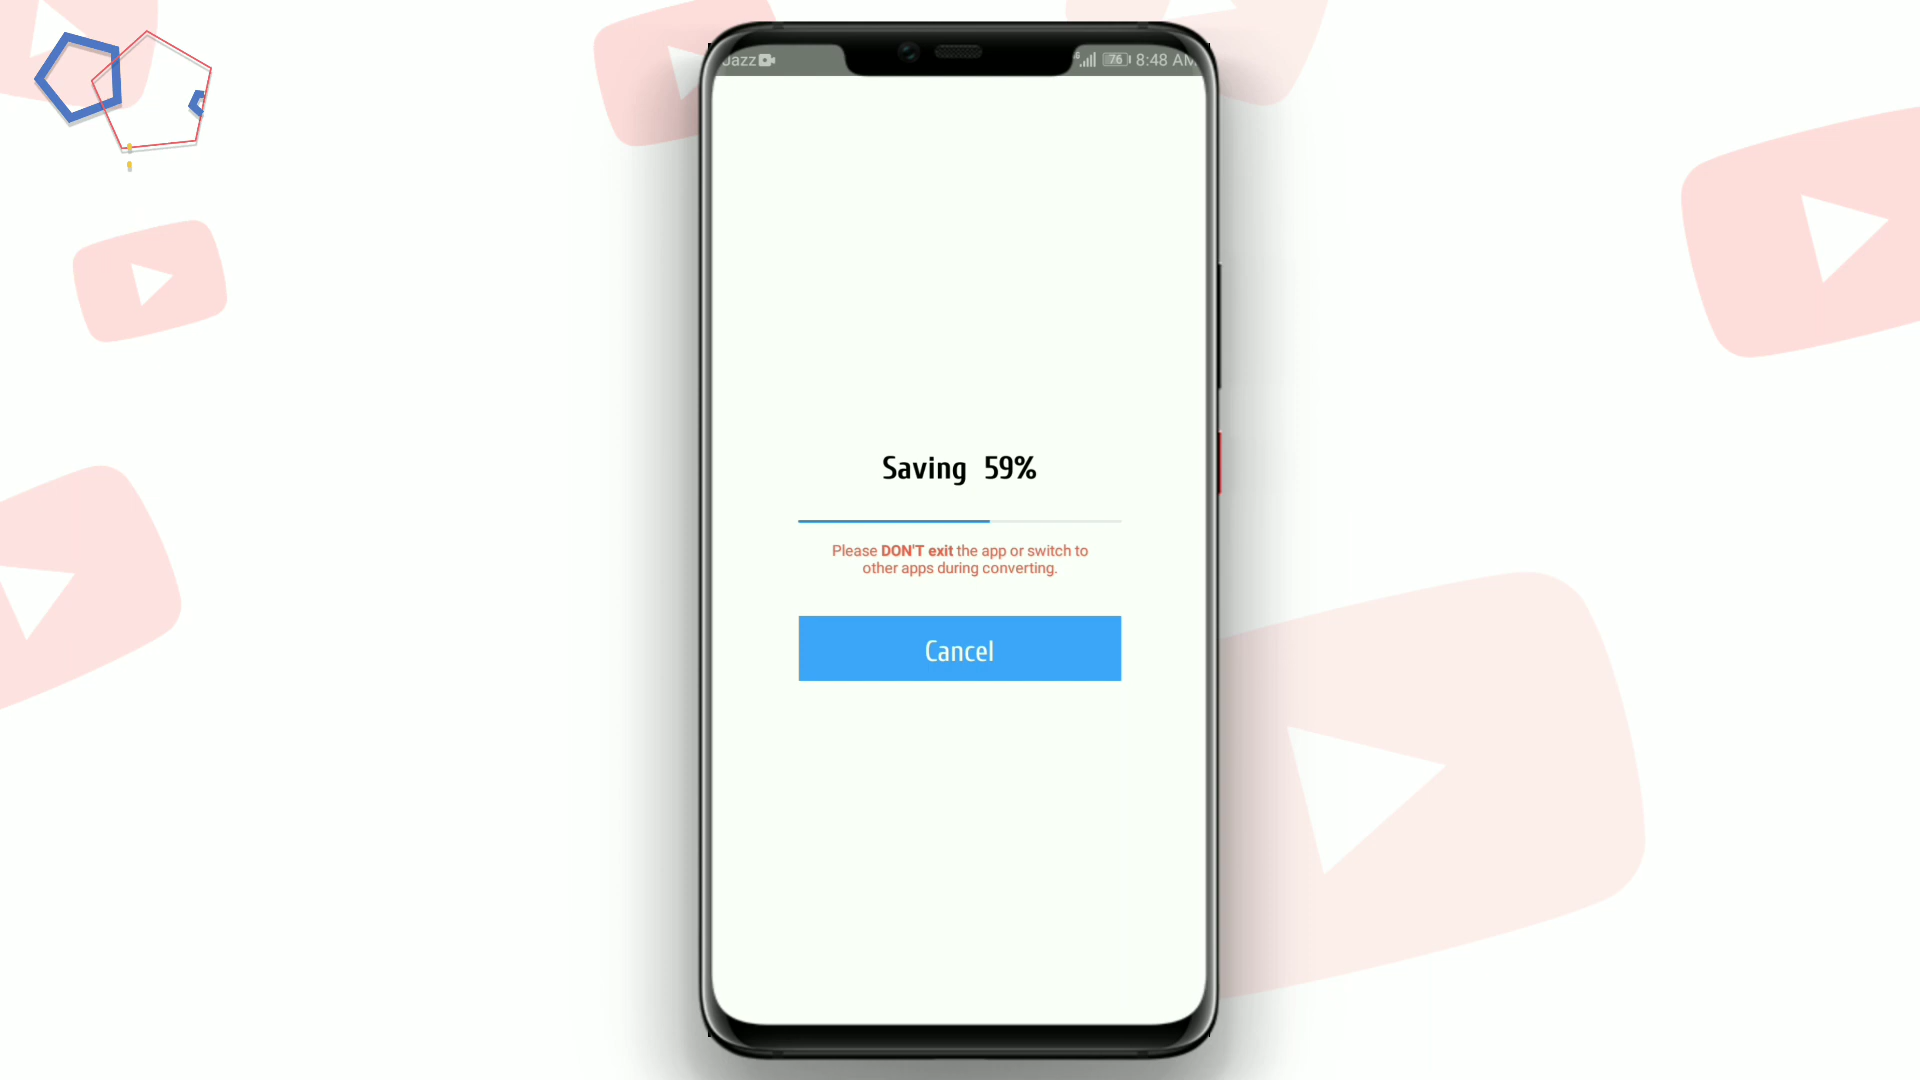 Jazz 76 8:48 AM
Saving 59%
Please DON'T exit the app or switch to
other apps during converting.
Cancel